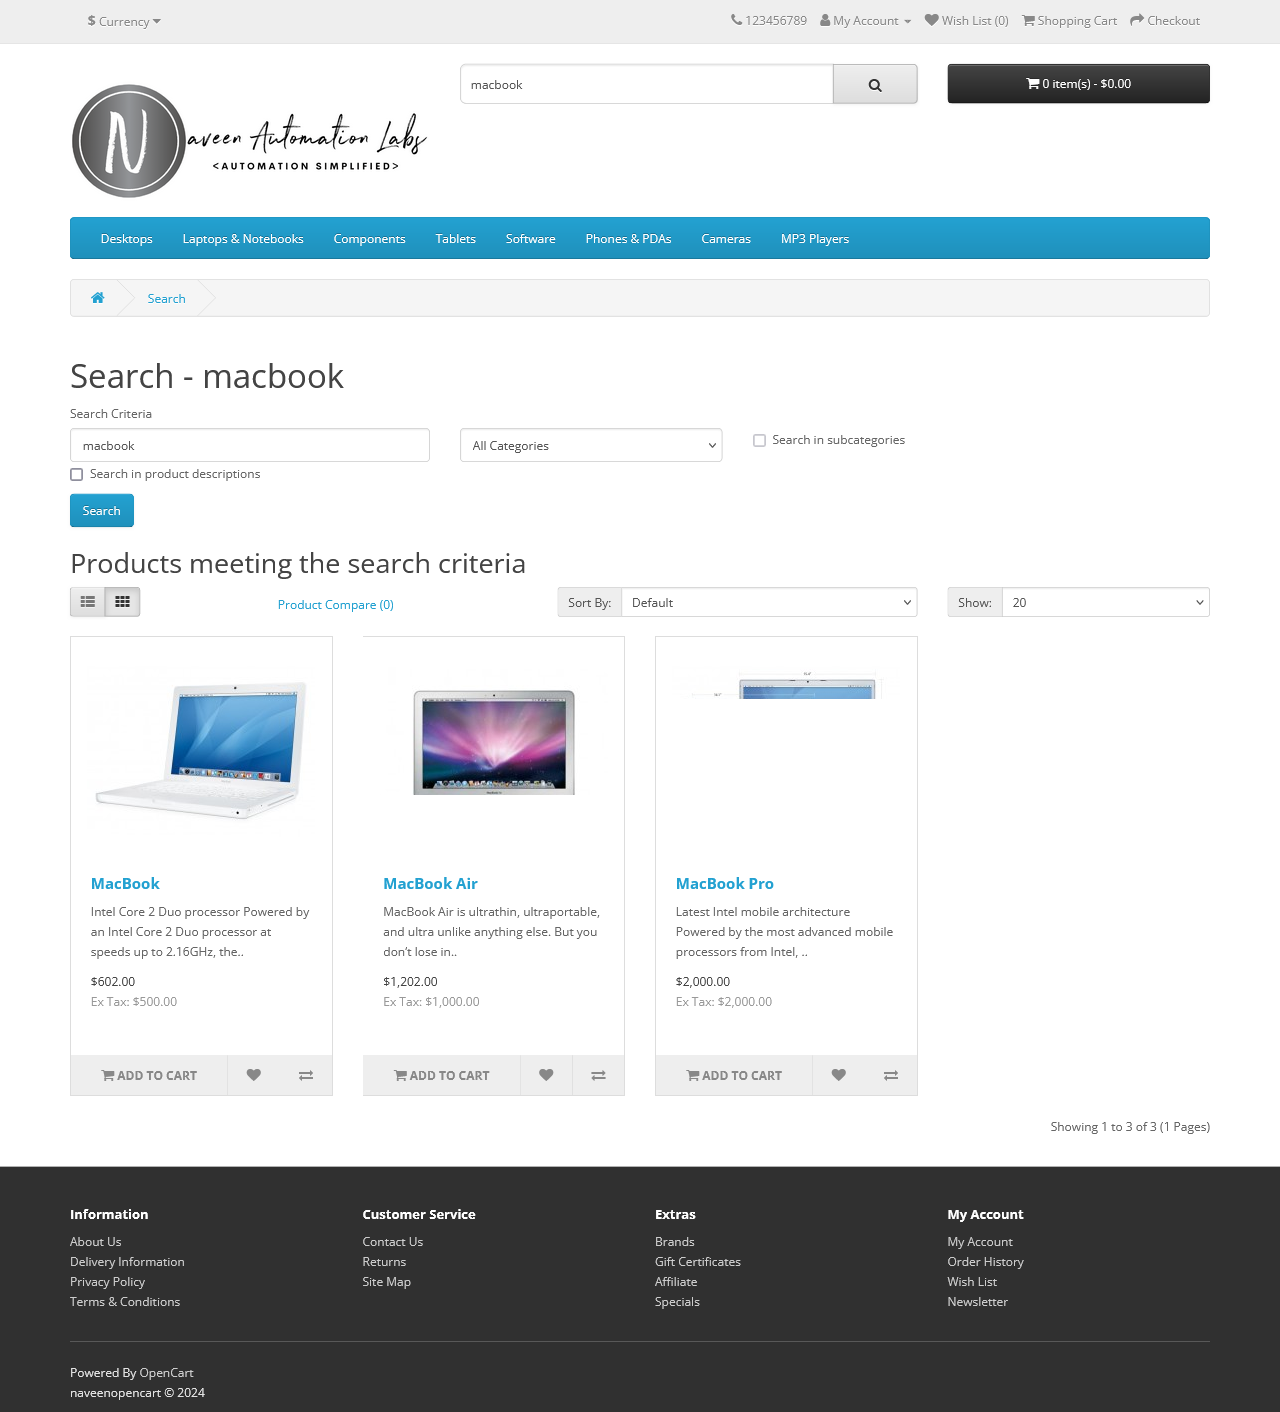 $ Currency
123456789 My Account Wish List (0) Shopping Cart Checkout
N
aveen Automation Labs
<AUTOMATION SIMPLIFIED>
macbook
0 item(s) - $0.00
Desktops Laptops & Notebooks Components Tablets Software Phones & PDAs Cameras MP3 Players
Search
Search - macbook
Search Criteria
macbook All Categories Search in subcategories
Search in product descriptions
Search
Products meeting the search criteria
Product Compare (0) Sort By: Default Show: 20
MacBook
Intel Core 2 Duo processor Powered by
an Intel Core 2 Duo processor at
speeds up to 2.16GHz, the..
$602.00
Ex Tax: $500.00
ADD TO CART
MacBook Air
MacBook Air is ultrathin, ultraportable,
and ultra unlike anything else. But you
don’t lose in..
$1,202.00
Ex Tax: $1,000.00
ADD TO CART
MacBook Pro
Latest Intel mobile architecture
Powered by the most advanced mobile
processors from Intel, ..
$2,000.00
Ex Tax: $2,000.00
ADD TO CART
Showing 1 to 3 of 3 (1 Pages)
Information
About Us
Delivery Information
Privacy Policy
Terms & Conditions
Customer Service
Contact Us
Returns
Site Map
Extras
Brands
Gift Certificates
Affiliate
Specials
My Account
My Account
Order History
Wish List
Newsletter
Powered By OpenCart
naveenopencart © 2024